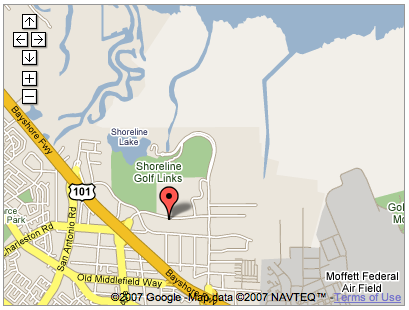 Bayshore Fwy
Shoreline
Lake
Shoreline
Golf Links
101
San Antonio Rd
Park
Charleston Rd
Old Middlefield Way
Bayshore Fwy
Moffett Federal
Air Field
©2007 Google - Map data ©2007 NAVTEQ™ - Terms of Use